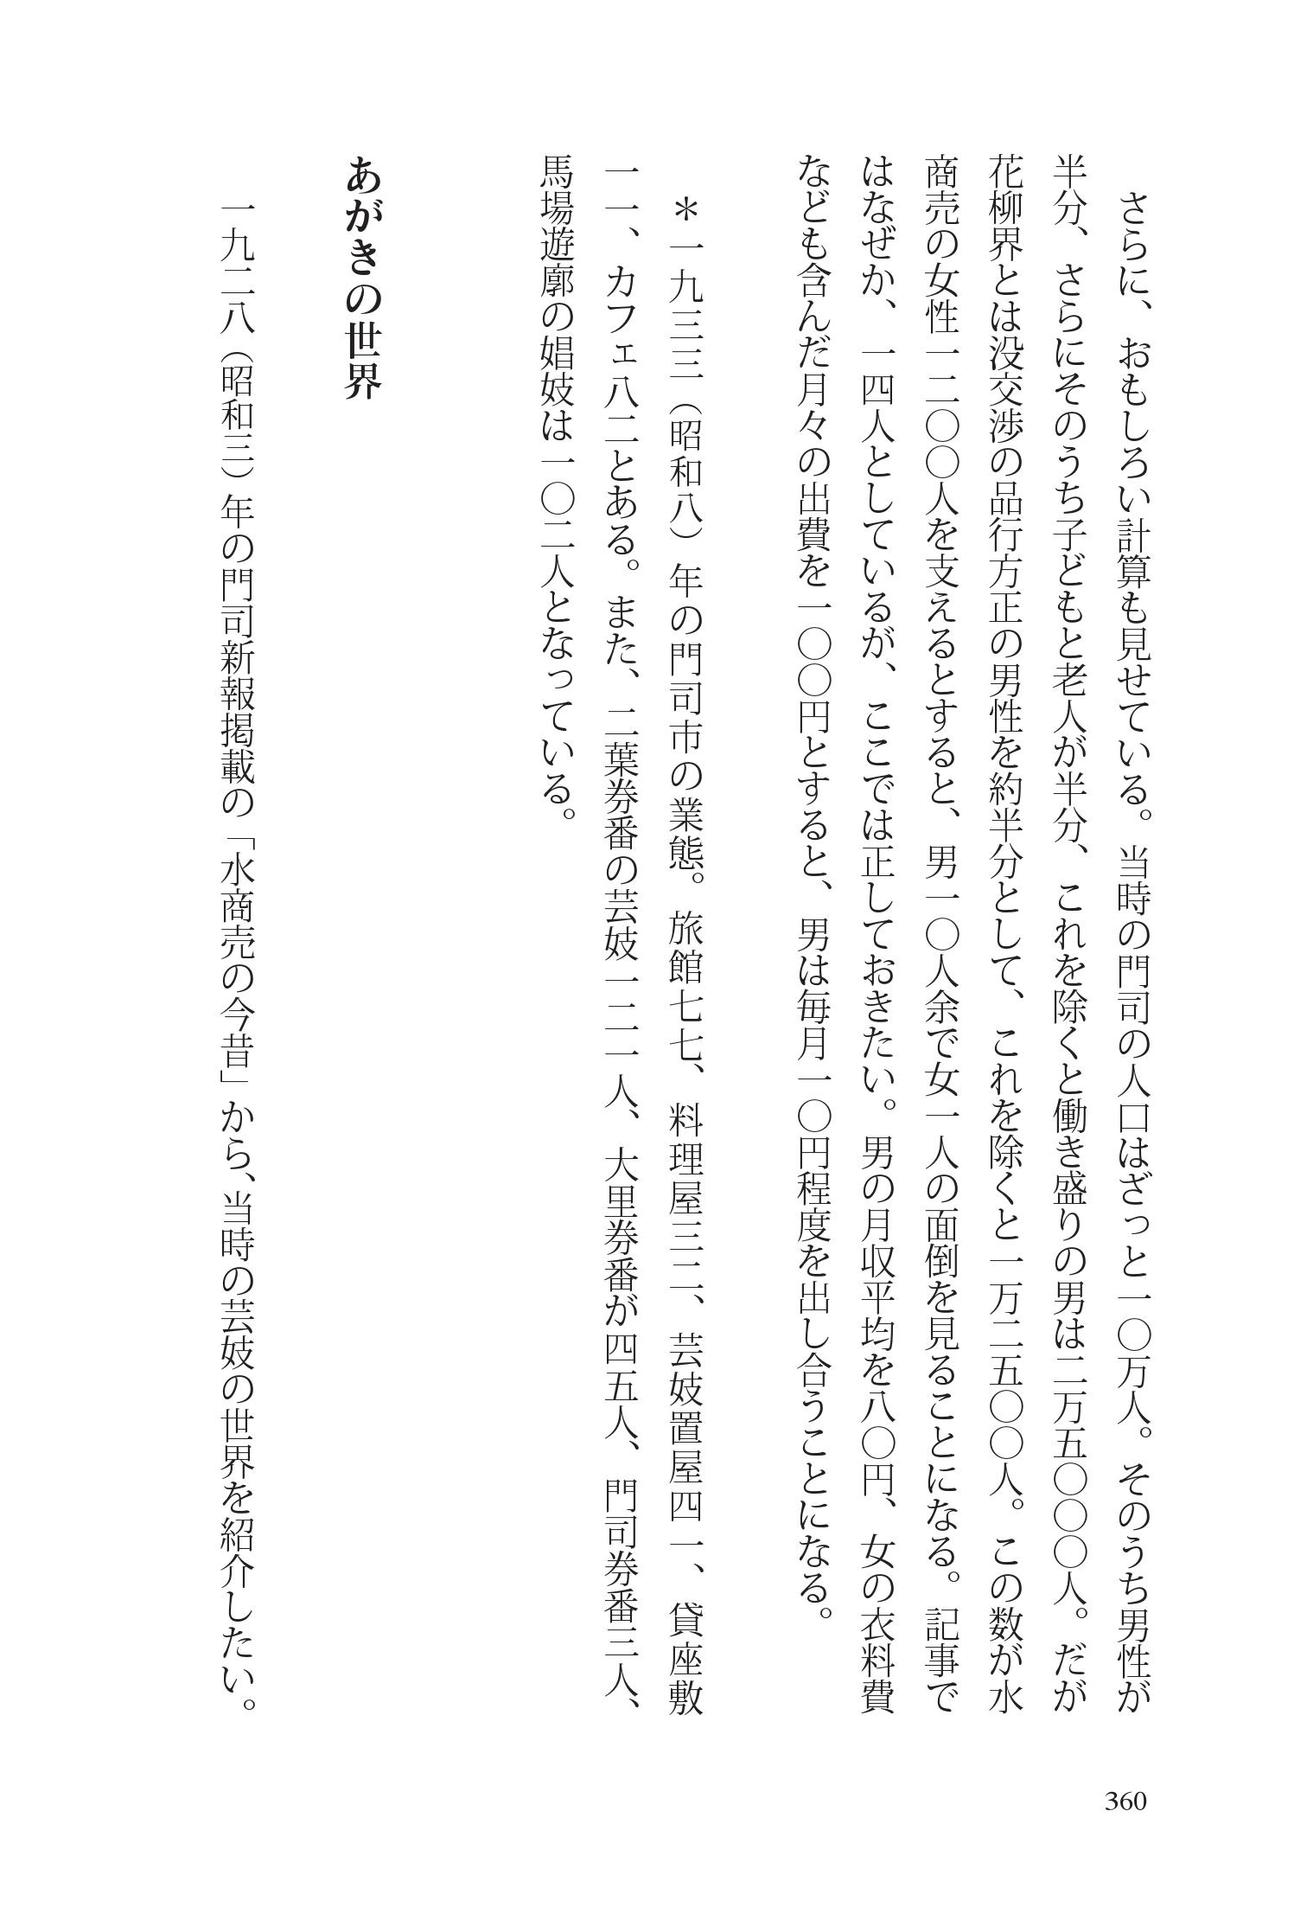 さらに、おもしろい計算も見せている。当時の門司の人口はざっと一〇万人。そのうち男性が
半分、さらにそのうち子どもと老人が半分、これを除くと働き盛りの男は二万五〇〇〇人。だが
花柳界とは没交渉の品行方正の男性を約半分として、これを除くと一万二五〇〇人。この数が水
商売の女性一二〇〇人を支えるとすると、男一〇人余で女一人の面倒を見ることになる。記事で
はなぜか、一四人としているが、ここでは正しておきたい。男の月収平均を八〇円、女の衣料費
なども含んだ月々の出費を一〇〇円とすると、男は毎月一〇円程度を出し合うことになる。
＊一九三三（昭和八）年の門司市の業態。旅館七七、料理屋三二、芸妓置屋四一、貸座敷
一一、カフェ八二とある。また、二葉券番の芸妓一二一人、大里券番が四五人、門司券番三人、
馬場遊廓の娼妓は一〇二人となっている。
あがきの世界
一九二八（昭和三）年の門司新報掲載の「水商売の今昔」から、当時の芸妓の世界を紹介したい。
360